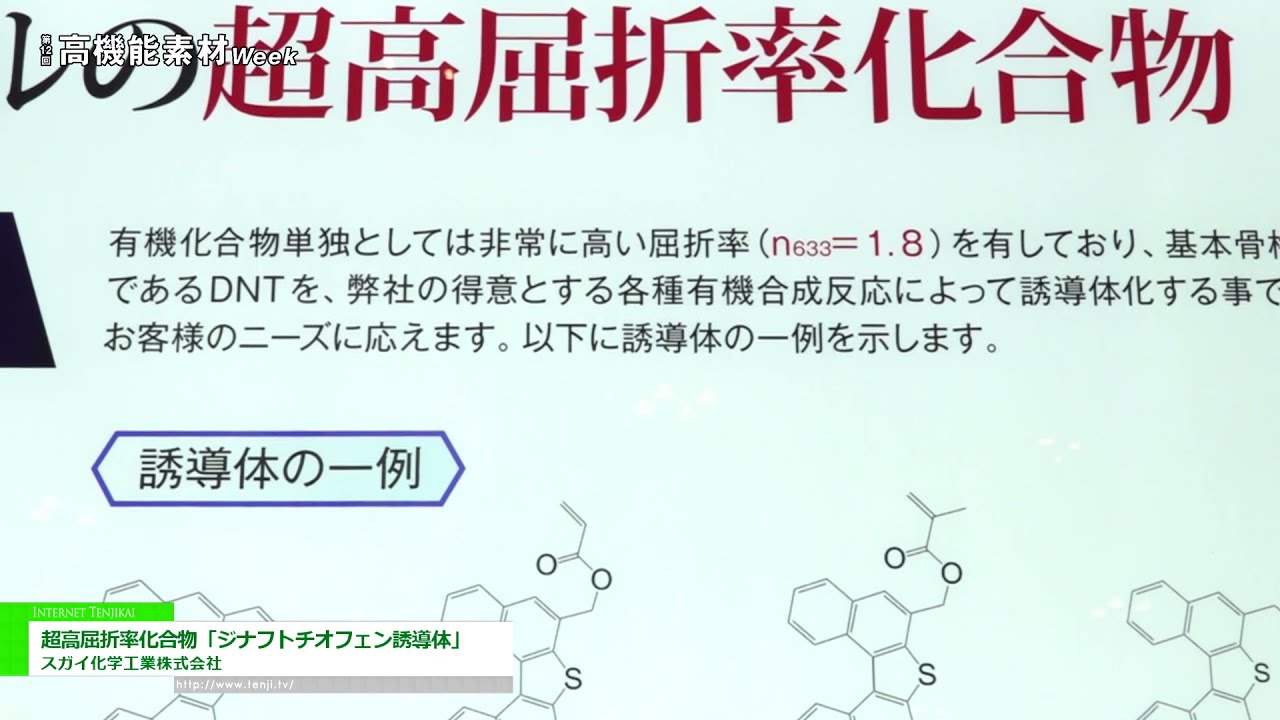 第12回 高機能素材Week
レの超高屈折率化合物
有機化合物単独としては非常に高い屈折率(n633=1.8)を有しており、基本骨格
であるDNTを、弊社の得意とする各種有機合成反応によって誘導体化する事で
お客様のニーズに応えます。以下に誘導体の一例を示します。
誘導体の一例
O
O
S
O
O
S
S
INTERNET TENJIKAI
超高屈折率化合物「ジナフトチオフェン誘導体」
スガイ化学工業株式会社
http://www.tenji.tv/